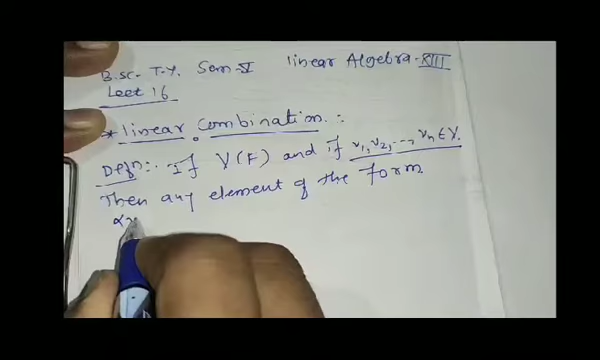 B.Sc. T.Y. Sem-V linear Algebra-XIII
Lect 16
* linear combination :
Defn:. If V(F) and if v₁,v₂,...,vₙ∈V.
Then any element of the form